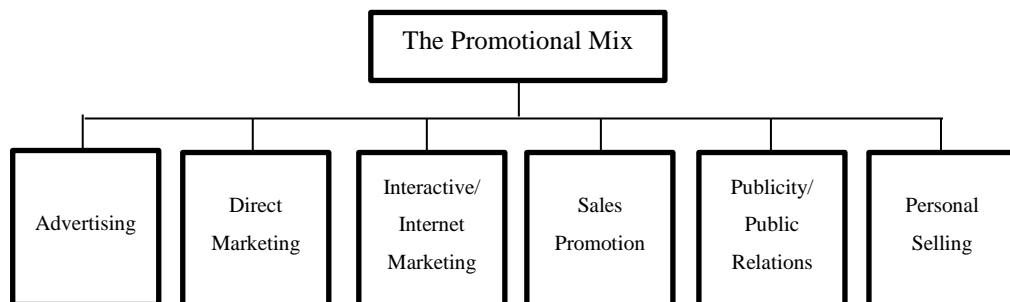 The Promotional Mix
Advertising
Direct
Marketing
Interactive/
Internet
Marketing
Sales
Promotion
Publicity/
Public
Relations
Personal
Selling